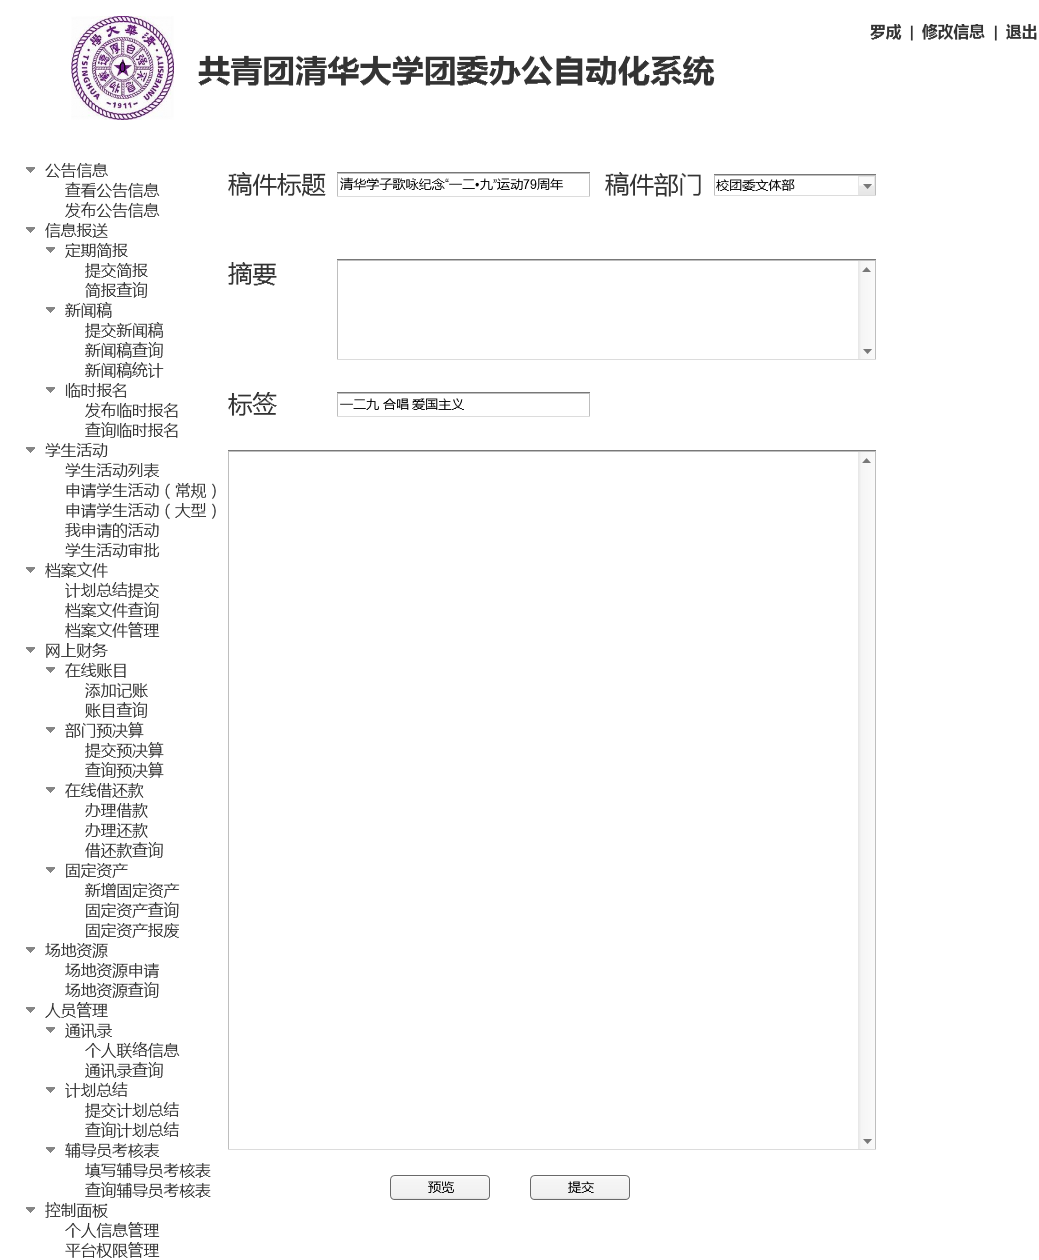 罗成 | 修改信息 | 退出
共青团清华大学团委办公自动化系统
清华大学
TSINGHUA UNIVERSITY
-1911-
公告信息
查看公告信息
发布公告信息
信息报送
定期简报
提交简报
简报查询
新闻稿
提交新闻稿
新闻稿查询
新闻稿统计
临时报名
发布临时报名
查询临时报名
学生活动
学生活动列表
申请学生活动（常规）
申请学生活动（大型）
我申请的活动
学生活动审批
档案文件
计划总结提交
档案文件查询
档案文件管理
网上财务
在线账目
添加记账
账目查询
部门预决算
提交预决算
查询预决算
在线借还款
办理借款
办理还款
借还款查询
固定资产
新增固定资产
固定资产查询
固定资产报废
场地资源
场地资源申请
场地资源查询
人员管理
通讯录
个人联络信息
通讯录查询
计划总结
提交计划总结
查询计划总结
辅导员考核表
填写辅导员考核表
查询辅导员考核表
控制面板
个人信息管理
平台权限管理
稿件标题 清华学子歌咏纪念“一二•九”运动79周年 稿件部门 校团委文体部
摘要
标签 一二九 合唱 爱国主义
预览 提交